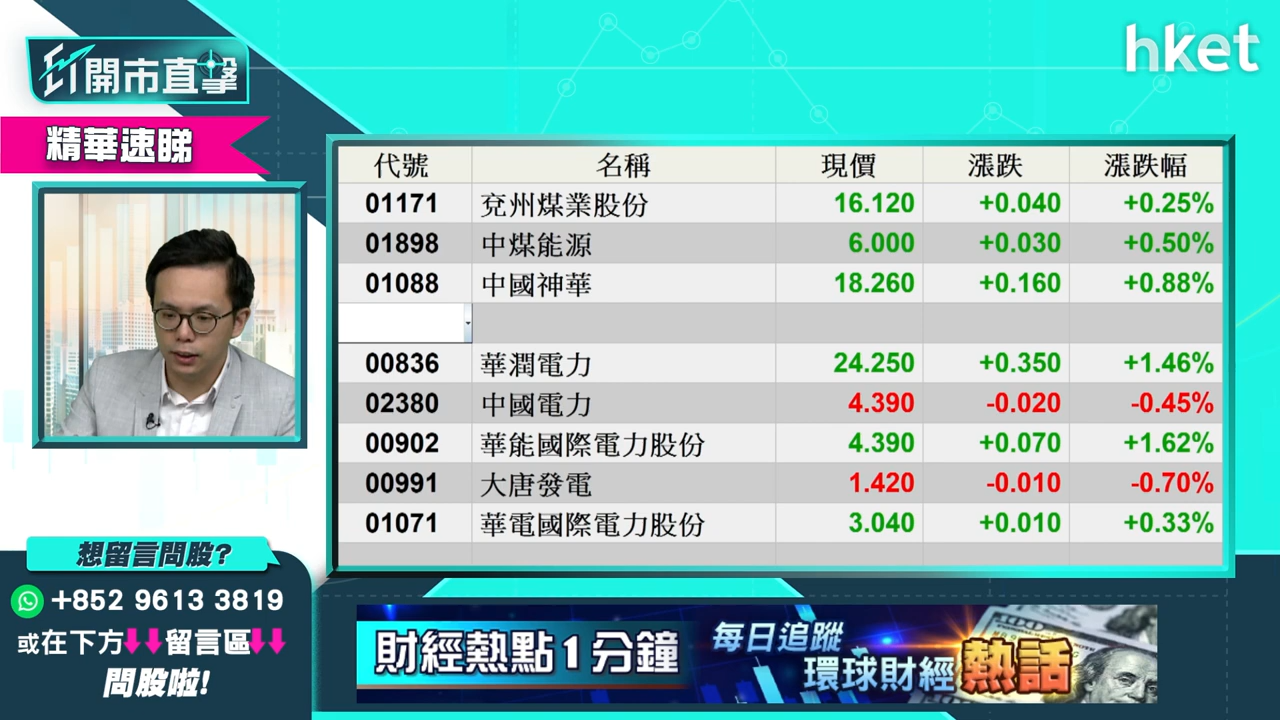 hket
ET開市直擊
精華速睇
代號 名稱 現價 漲跌 漲跌幅
01171 兗州煤業股份 16.120 +0.040 +0.25%
01898 中煤能源 6.000 +0.030 +0.50%
01088 中國神華 18.260 +0.160 +0.88%
00836 華潤電力 24.250 +0.350 +1.46%
02380 中國電力 4.390 -0.020 -0.45%
00902 華能國際電力股份 4.390 +0.070 +1.62%
00991 大唐發電 1.420 -0.010 -0.70%
01071 華電國際電力股份 3.040 +0.010 +0.33%
想留言問股?
+852 9613 3819
或在下方留言區
問股啦!
財經熱點1分鐘
每日追蹤
環球財經熱話
100